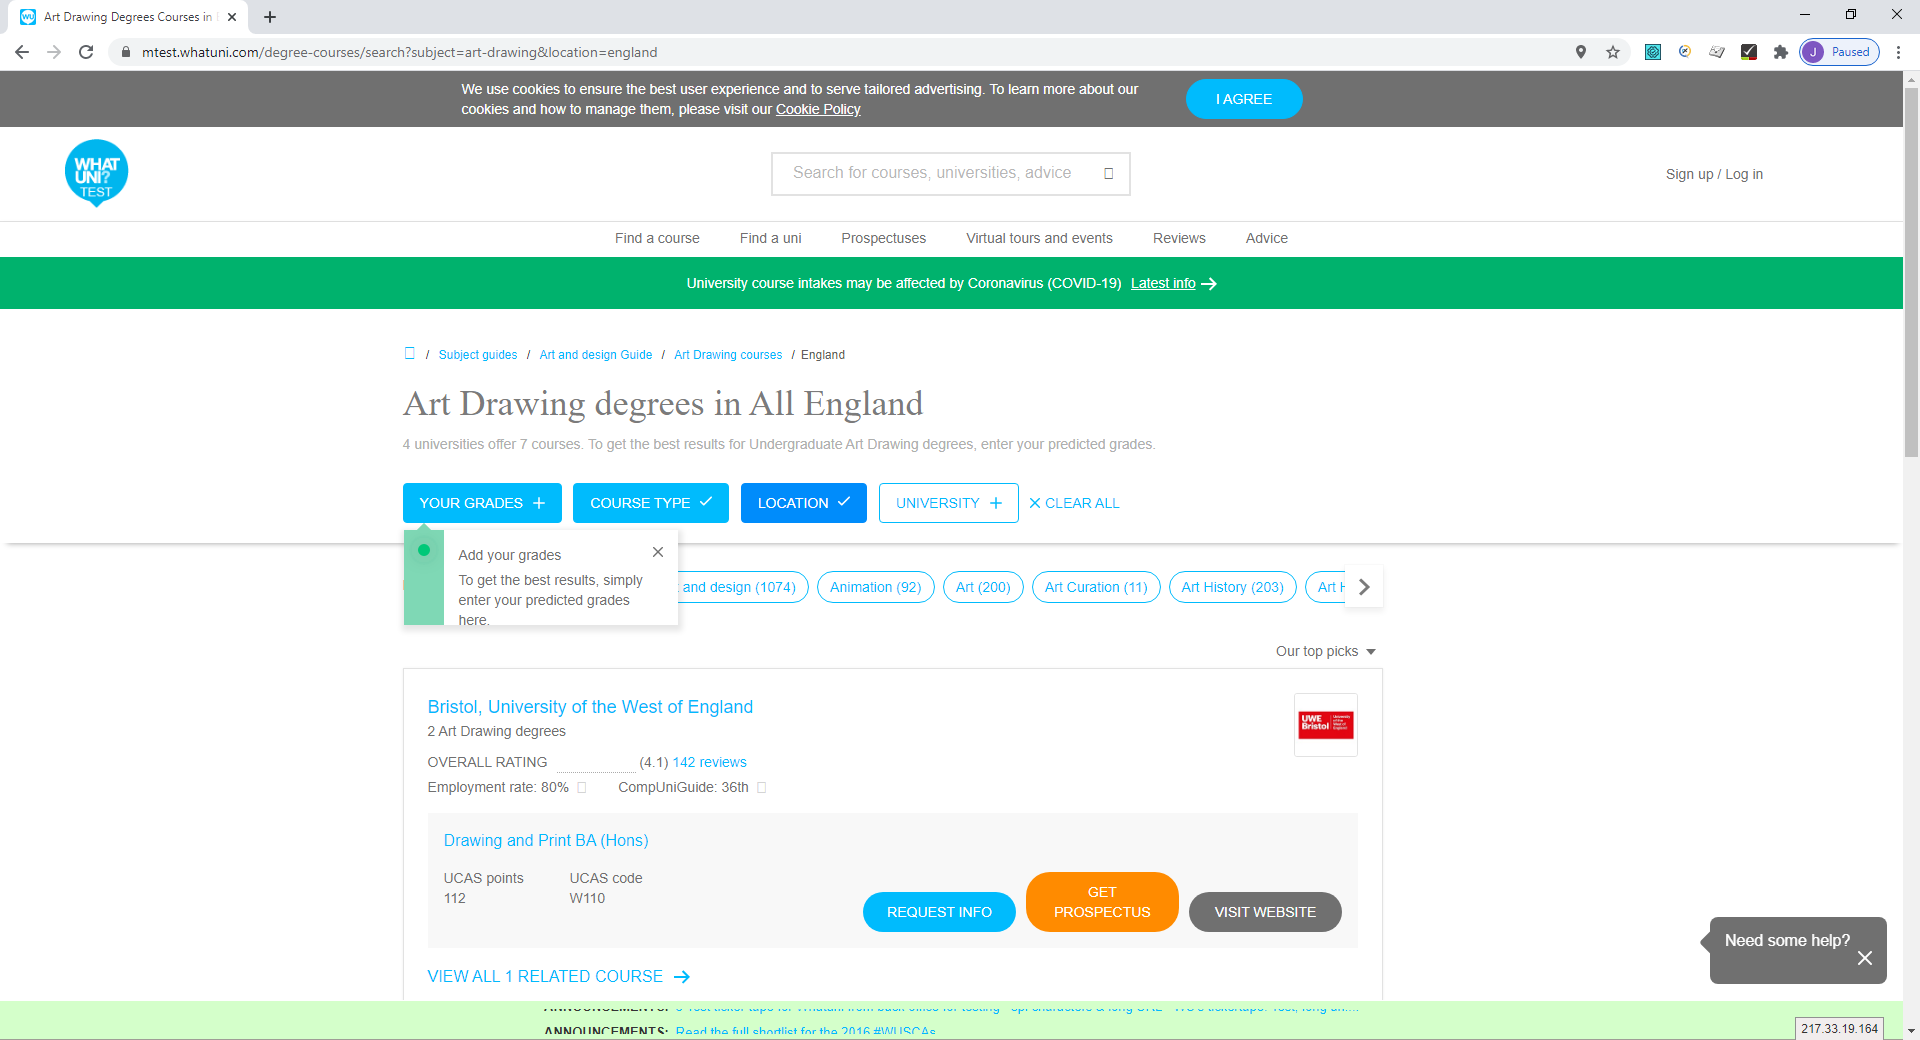 Art Drawing Degrees Courses in
Paused
mtest.whatuni.com/degree-courses/search?subject=art-drawing&location=england
We use cookies to ensure the best user experience and to serve tailored advertising. To learn more about our
cookies and how to manage them, please visit our Cookie Policy
I AGREE
WHAT
UNI?
TEST
Search for courses, universities, advice
Sign up / Log in
Find a course
Find a uni
Prospectuses
Virtual tours and events
Reviews
Advice
University course intakes may be affected by Coronavirus (COVID-19) Latest info
/ Subject guides / Art and design Guide / Art Drawing courses / England
Art Drawing degrees in All England
4 universities offer 7 courses. To get the best results for Undergraduate Art Drawing degrees, enter your predicted grades.
YOUR GRADES
COURSE TYPE
LOCATION
UNIVERSITY
CLEAR ALL
Add your grades
To get the best results, simply
enter your predicted grades
here.
and design (1074)
Animation (92)
Art (200)
Art Curation (11)
Art History (203)
Art
Our top picks
Bristol, University of the West of England
2 Art Drawing degrees
UWE
Bristol
OVERALL RATING (4.1) 142 reviews
Employment rate: 80%
CompUniGuide: 36th
Drawing and Print BA (Hons)
UCAS points
112
UCAS code
W110
REQUEST INFO
GET
PROSPECTUS
VISIT WEBSITE
VIEW ALL 1 RELATED COURSE
Need some help?
ANNOUNCEMENTS: Read the full shortlist for the 2016 #WUSCAs
217.33.19.164